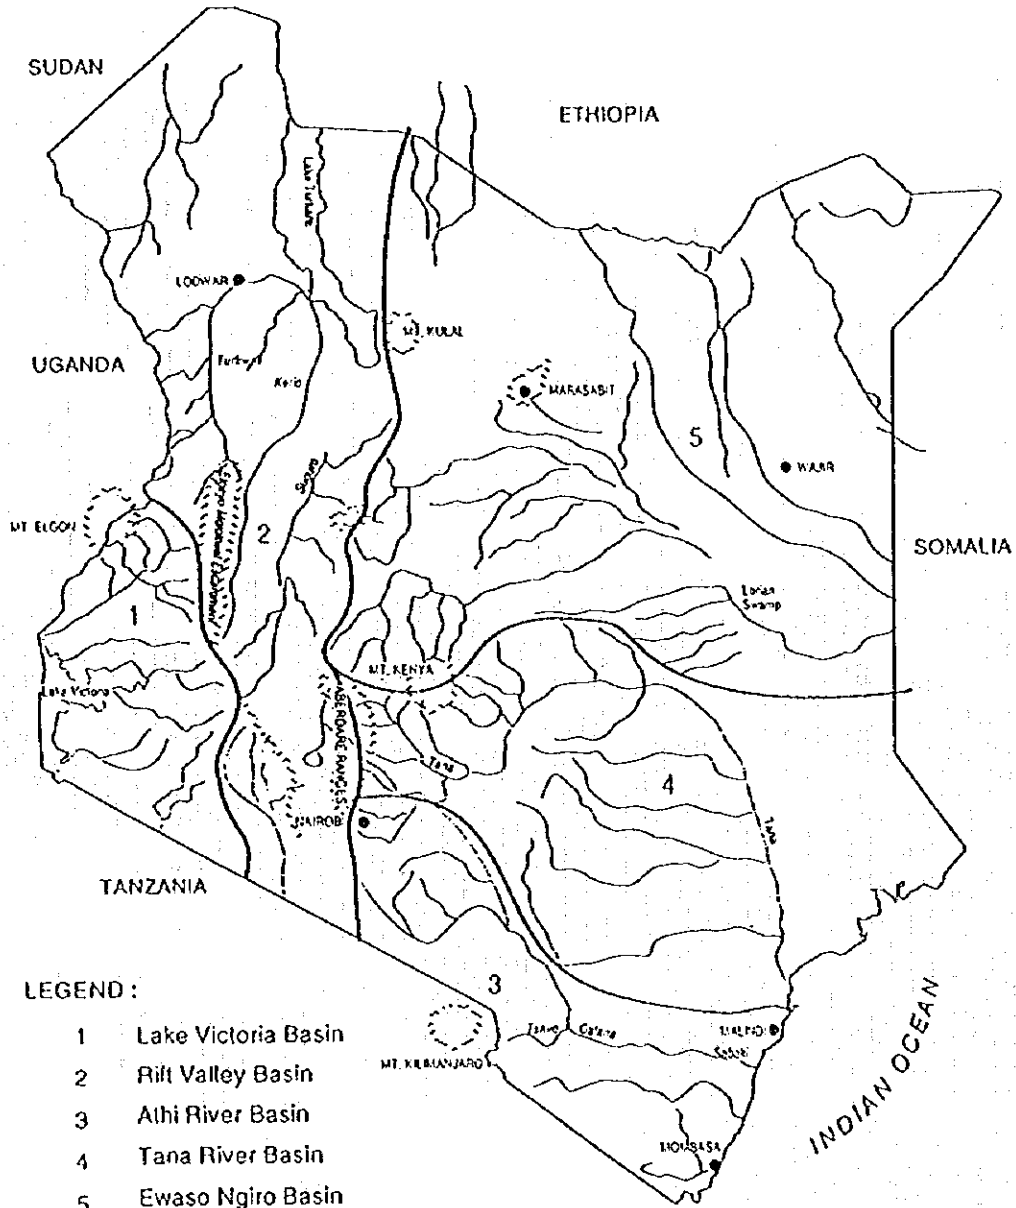 SUDAN
ETHIOPIA
Lake Turkana
LODWAR
MT. KULAL
UGANDA
Turkwel
Kerio
MARASABIT
5
WAJIR
MT. ELGON
2
SOMALIA
1
Lorian
Swamp
MT. KENYA
Lake Victoria
ABERDARE RANGES
Tana
4
Tana
NAIROBI
TANZANIA
3
LEGEND :
1 Lake Victoria Basin
2 Rift Valley Basin
3 Athi River Basin
4 Tana River Basin
5 Ewaso Ngiro Basin
Tsavo
Galana
MALINDI
Sabaki
MT. KILIMANJARO
INDIAN OCEAN
MOMBASA